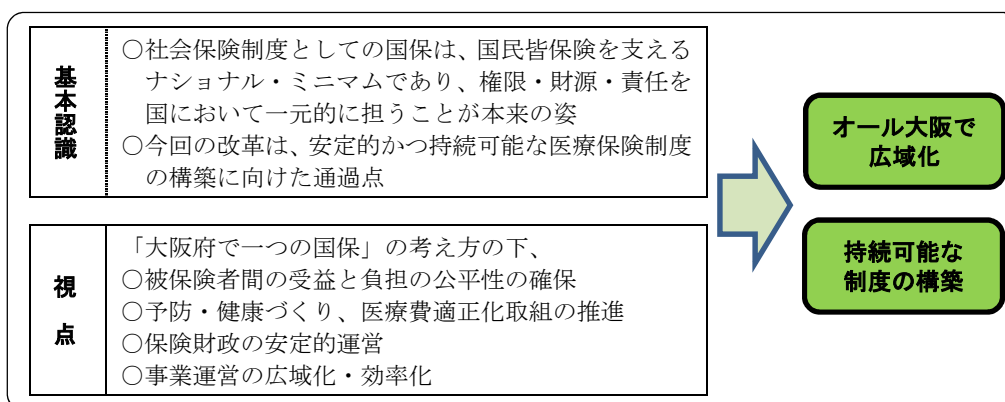 基本認識
○社会保険制度としての国保は、国民皆保険を支える
ナショナル・ミニマムであり、権限・財源・責任を
国において一元的に担うことが本来の姿
○今回の改革は、安定的かつ持続可能な医療保険制度
の構築に向けた通過点
視点
「大阪府で一つの国保」の考え方の下、
○被保険者間の受益と負担の公平性の確保
○予防・健康づくり、医療費適正化取組の推進
○保険財政の安定的運営
○事業運営の広域化・効率化
オール大阪で
広域化
持続可能な
制度の構築